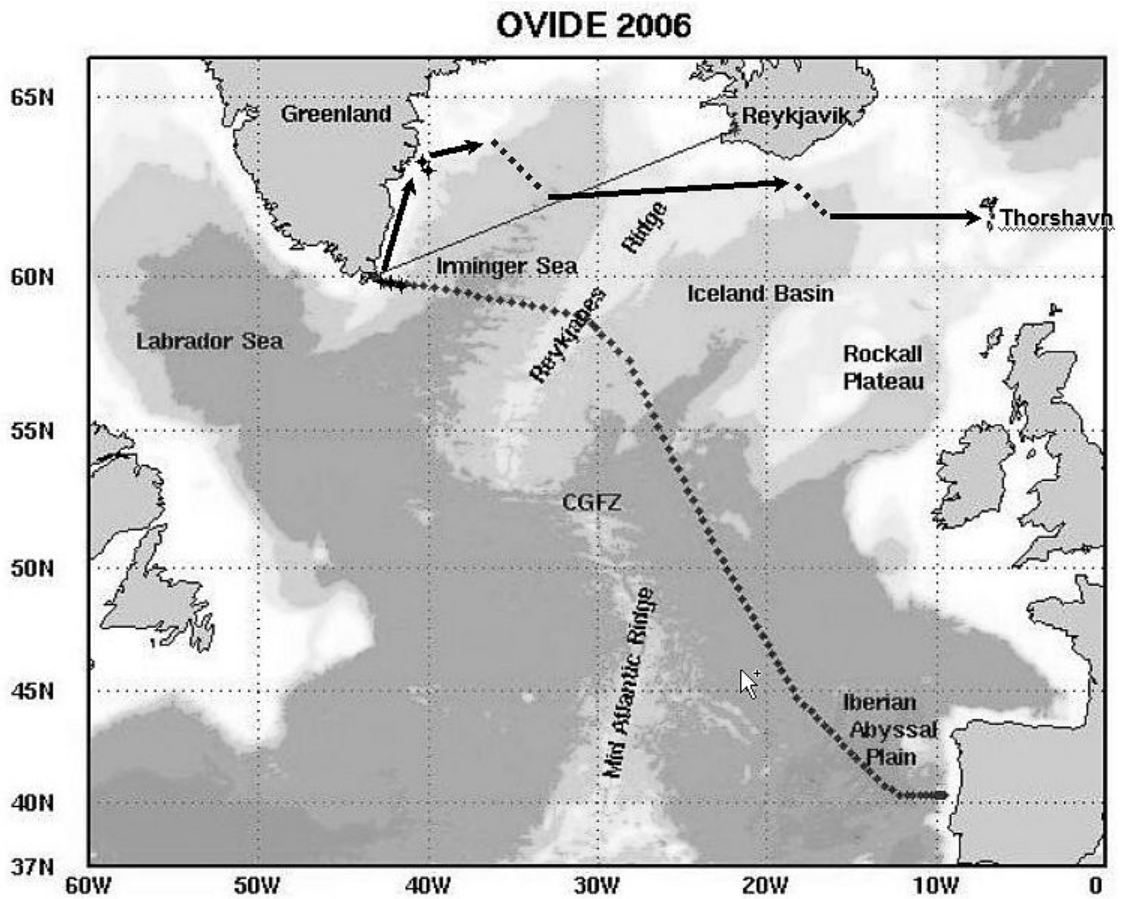 OVIDE 2006
65N
Greenland
Reykjavik
Thorshavn
Ridge
60N
Irminger Sea
Iceland Basin
Labrador Sea
Reykjanes
Rockall
Plateau
55N
CGFZ
50N
Mid Atlantic Ridge
45N
Iberian
Abyssal
Plain
40N
37N
60W
50W
40W
30W
20W
10W
0